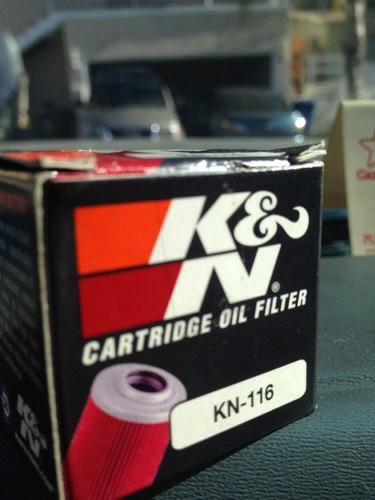 K&
N®
CARTRIDGE OIL FILTER
KN-116
K&
N